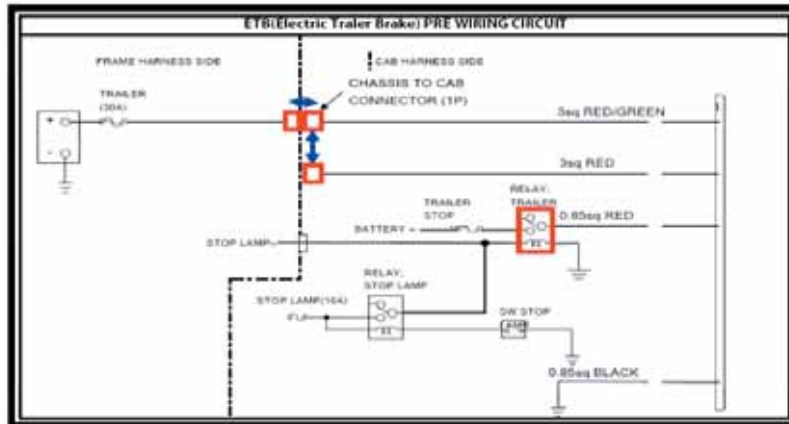 ETB(Electric Traler Brake) PRE WIRING CIRCUIT
FRAME HARNESS SIDE
CAB HARNESS SIDE
CHASSIS TO CAB
CONNECTOR (1P)
TRAILER
(30A)
+
-
3sq RED/GREEN
3sq RED
RELAY,
TRAILER
TRAILER
STOP
0.85sq RED
BATTERY
STOP LAMP
RELAY,
STOP LAMP
STOP LAMP(10A)
SW STOP
LAMP
0.85sq BLACK